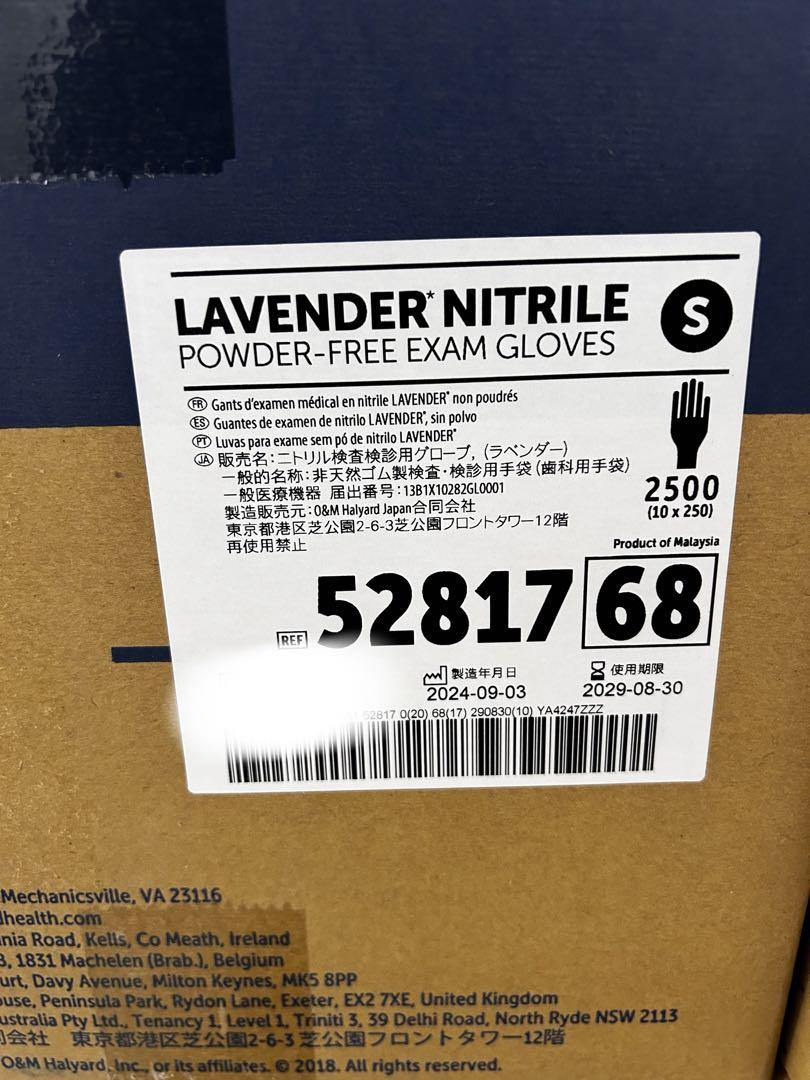 LAVENDER* NITRILE
POWDER-FREE EXAM GLOVES
S
FR Gants d'examen médical en nitrile LAVENDER* non poudrés
ES Guantes de examen de nitrilo LAVENDER*, sin polvo
PT Luvas para exame sem pó de nitrilo LAVENDER*
JA 販売名:ニトリル検査検診用グローブ, (ラベンダー)
一般的名称:非天然ゴム製検査・検診用手袋(歯科用手袋)
一般医療機器 届出番号:13B1X10282GL0001
製造販売元:O&M Halyard Japan合同会社
東京都港区芝公園2-6-3芝公園フロントタワー12階
再使用禁止
2500
(10 x 250)
Product of Malaysia
REF 52817 68
製造年月日
2024-09-03
使用期限
2029-08-30
52817 0(20) 68(17) 290830(10) YA4247ZZZ
Mechanicsville, VA 23116
health.com
Road, Kells, Co Meath, Ireland
1831 Machelen (Brab.), Belgium
Davy Avenue, Milton Keynes, MK5 8PP
Peninsula Park, Rydon Lane, Exeter, EX2 7XE, United Kingdom
Pty Ltd., Tenancy 1, Level 1, Triniti 3, 39 Delhi Road, North Ryde NSW 2113
会社 東京都港区芝公園2-6-3 芝公園フロントタワー12階
O&M Halyard, Inc., or its affiliates. © 2018. All rights reserved.